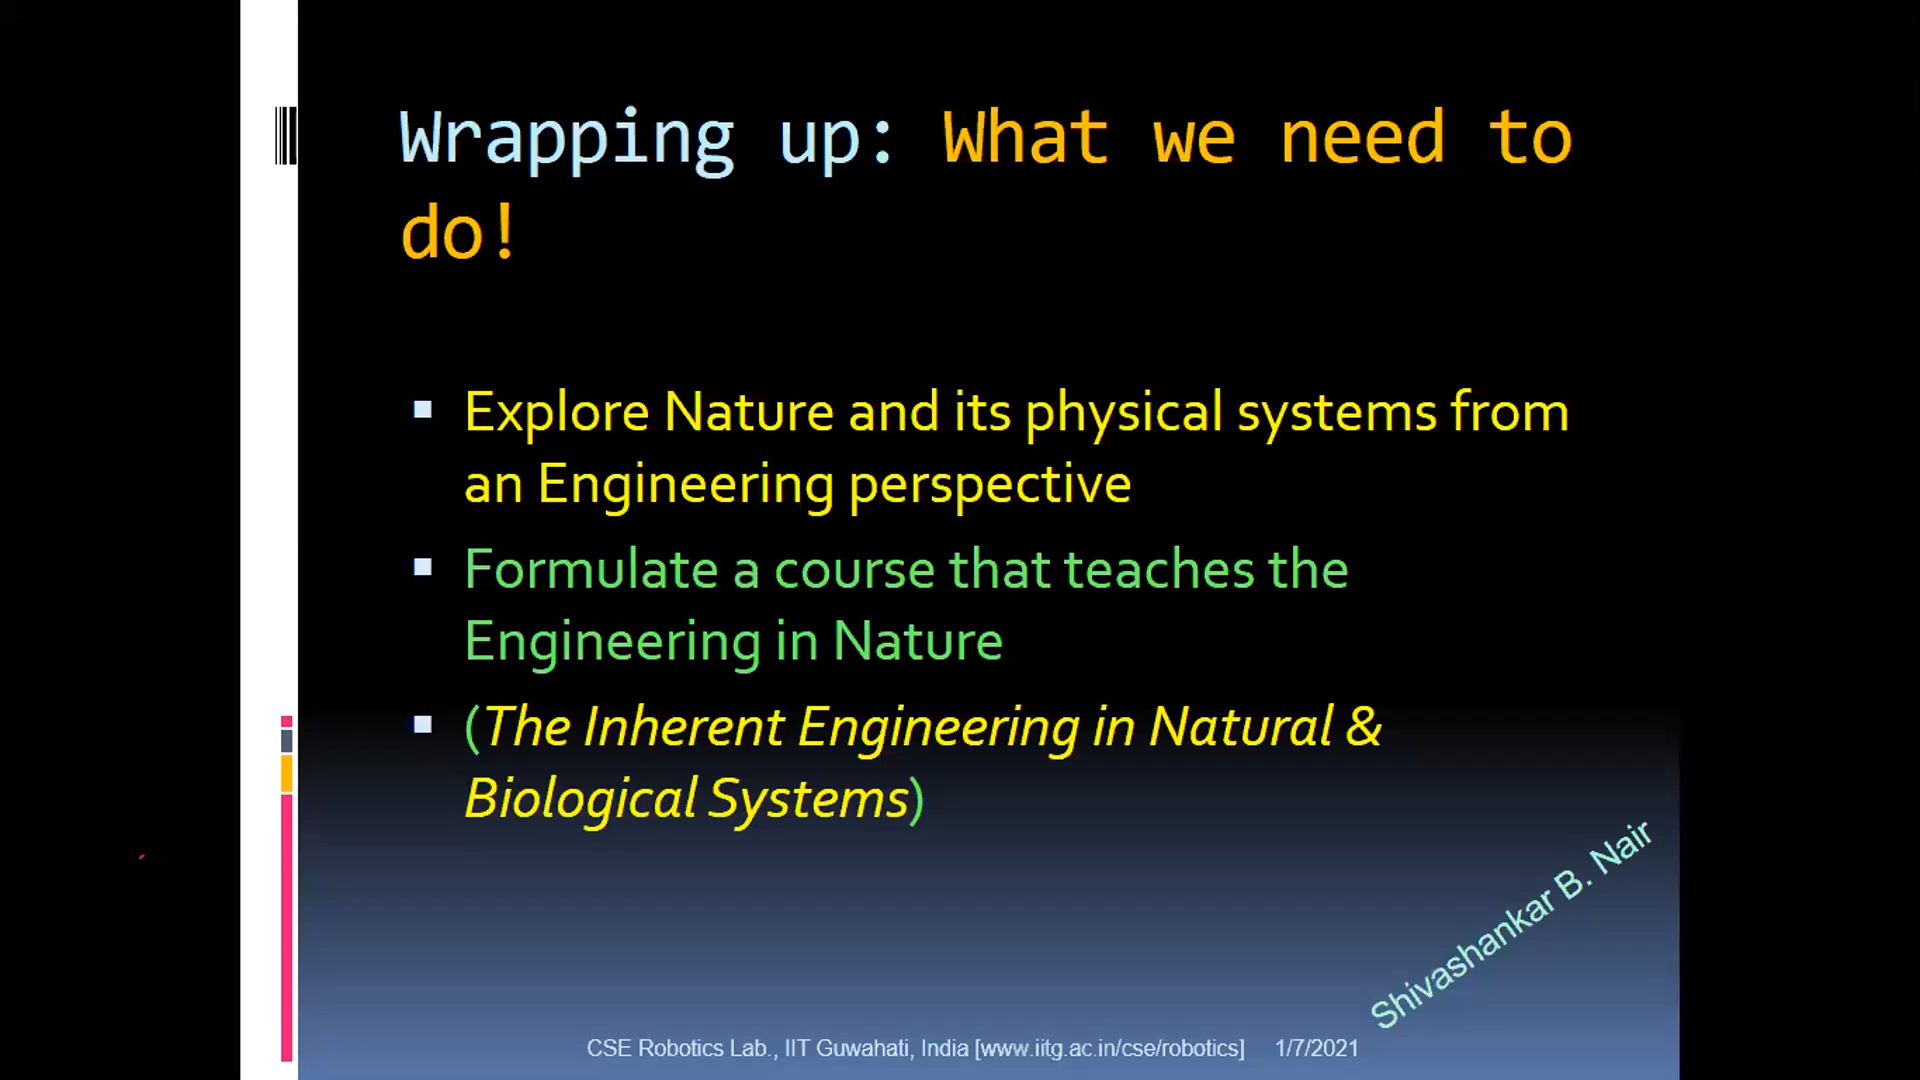 Wrapping up: What we need to
do!
▪ Explore Nature and its physical systems from
an Engineering perspective
▪ Formulate a course that teaches the
Engineering in Nature
▪ (The Inherent Engineering in Natural &
Biological Systems)
Shivashankar B. Nair
CSE Robotics Lab., IIT Guwahati, India [www.iitg.ac.in/cse/robotics] 1/7/2021